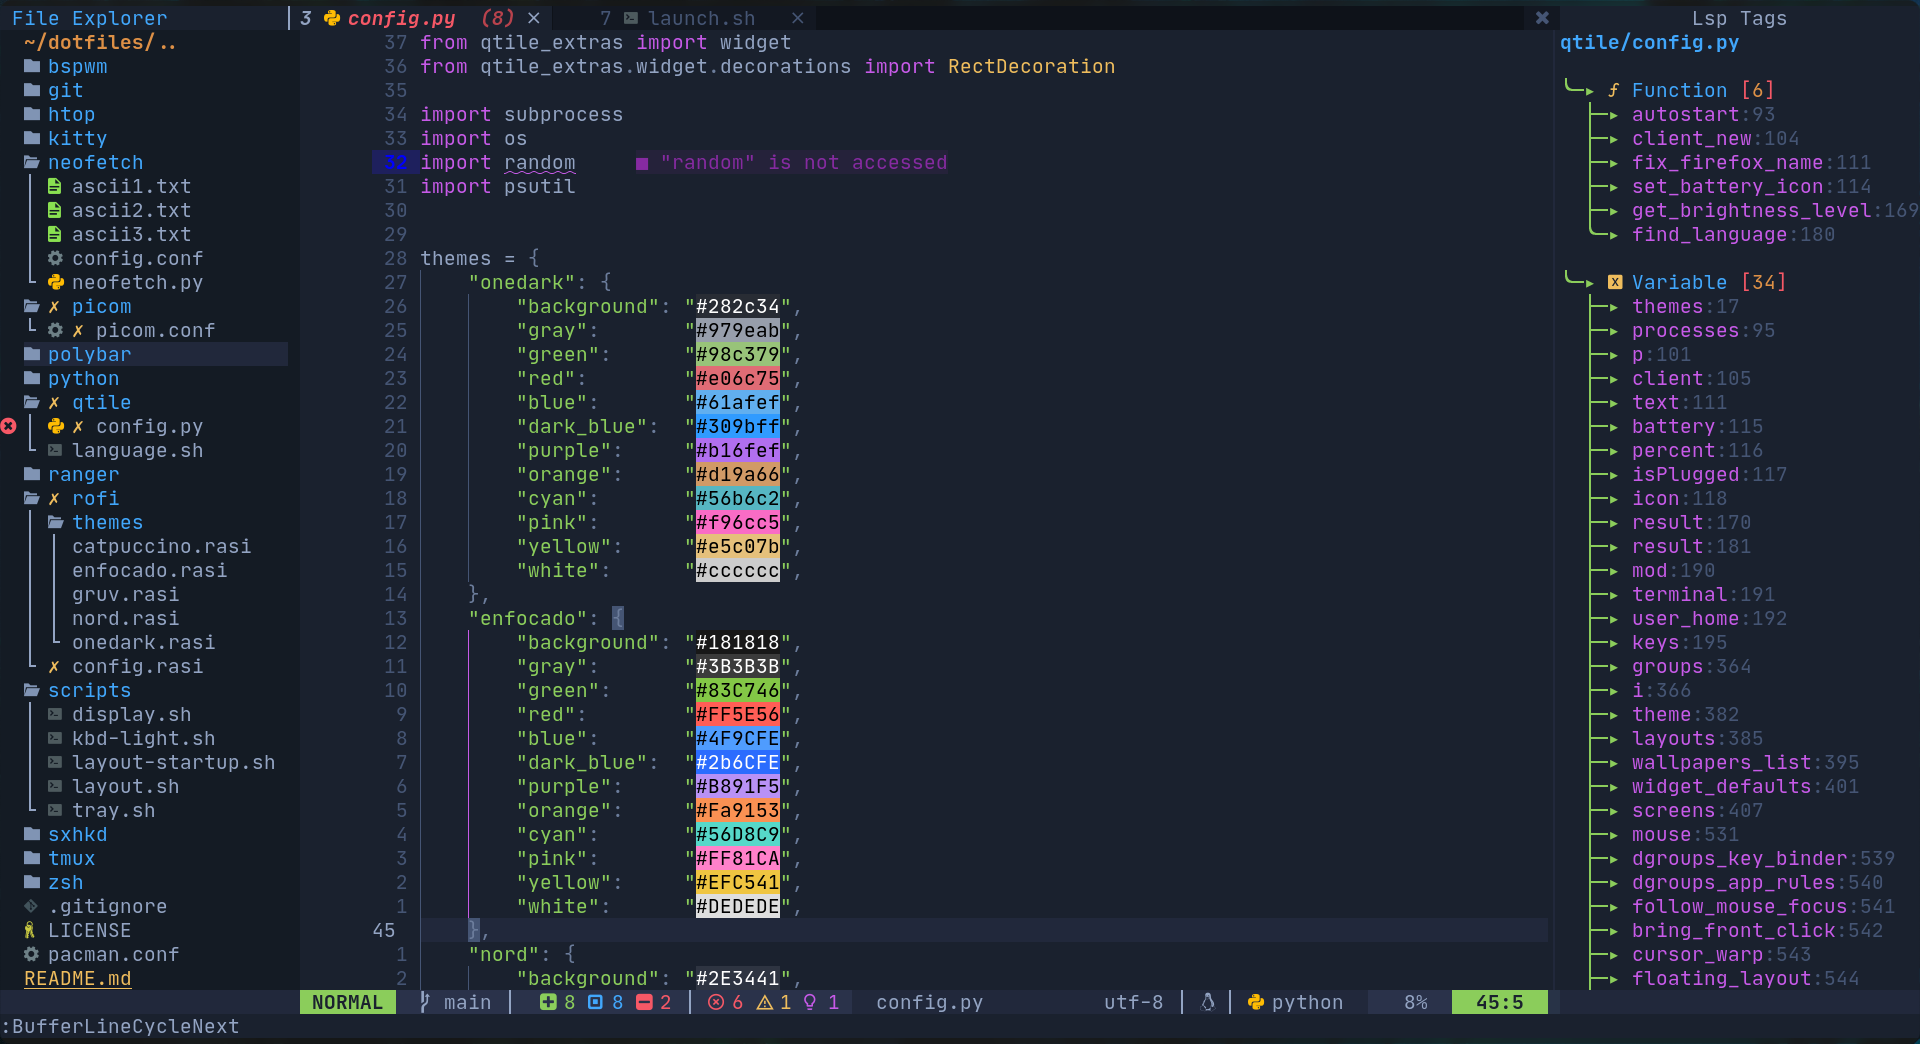 File Explorer
~/dotfiles/..
bspwm
git
htop
kitty
neofetch
ascii1.txt
ascii2.txt
ascii3.txt
config.conf
neofetch.py
✗ picom
✗ picom.conf
polybar
python
✗ qtile
✗ config.py
language.sh
ranger
✗ rofi
themes
catpuccino.rasi
enfocado.rasi
gruv.rasi
nord.rasi
onedark.rasi
✗ config.rasi
scripts
display.sh
kbd-light.sh
layout-startup.sh
layout.sh
tray.sh
sxhkd
tmux
zsh
.gitignore
LICENSE
pacman.conf
README.md
3 config.py (8) ×
7 launch.sh ×
37 from qtile_extras import widget
36 from qtile_extras.widget.decorations import RectDecoration
35
34 import subprocess
33 import os
32 import random ■ "random" is not accessed
31 import psutil
30
29
28 themes = {
27 "onedark": {
26 "background": "#282c34",
25 "gray": "#979eab",
24 "green": "#98c379",
23 "red": "#e06c75",
22 "blue": "#61afef",
21 "dark_blue": "#309bff",
20 "purple": "#b16fef",
19 "orange": "#d19a66",
18 "cyan": "#56b6c2",
17 "pink": "#f96cc5",
16 "yellow": "#e5c07b",
15 "white": "#cccccc",
14 },
13 "enfocado": {
12 "background": "#181818",
11 "gray": "#3B3B3B",
10 "green": "#83C746",
9 "red": "#FF5E56",
8 "blue": "#4F9CFE",
7 "dark_blue": "#2b6CFE",
6 "purple": "#B891F5",
5 "orange": "#Fa9153",
4 "cyan": "#56D8C9",
3 "pink": "#FF81CA",
2 "yellow": "#EFC541",
1 "white": "#DEDEDE",
45 },
1 "nord": {
2 "background": "#2E3441",
Lsp Tags
qtile/config.py
Function [6]
autostart:93
client_new:104
fix_firefox_name:111
set_battery_icon:114
get_brightness_level:169
find_language:180
Variable [34]
themes:17
processes:95
p:101
client:105
text:111
battery:115
percent:116
isPlugged:117
icon:118
result:170
result:181
mod:190
terminal:191
user_home:192
keys:195
groups:364
i:366
theme:382
layouts:385
wallpapers_list:395
widget_defaults:401
screens:407
mouse:531
dgroups_key_binder:539
dgroups_app_rules:540
follow_mouse_focus:541
bring_front_click:542
cursor_warp:543
floating_layout:544
NORMAL main 8 8 2 6 1 1 config.py utf-8 python 8% 45:5
:BufferLineCycleNext